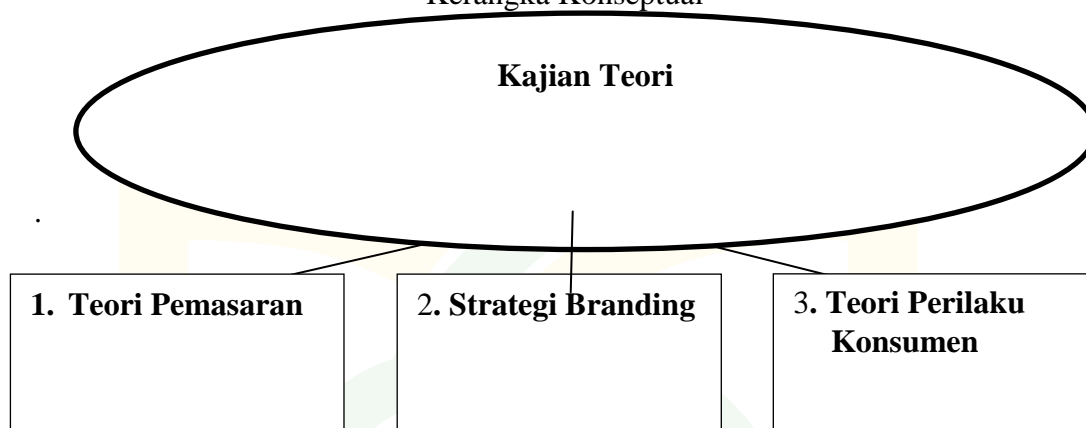 Kerangka Konseptual
Kajian Teori
.
1. Teori Pemasaran
2. Strategi Branding
3. Teori Perilaku
Konsumen